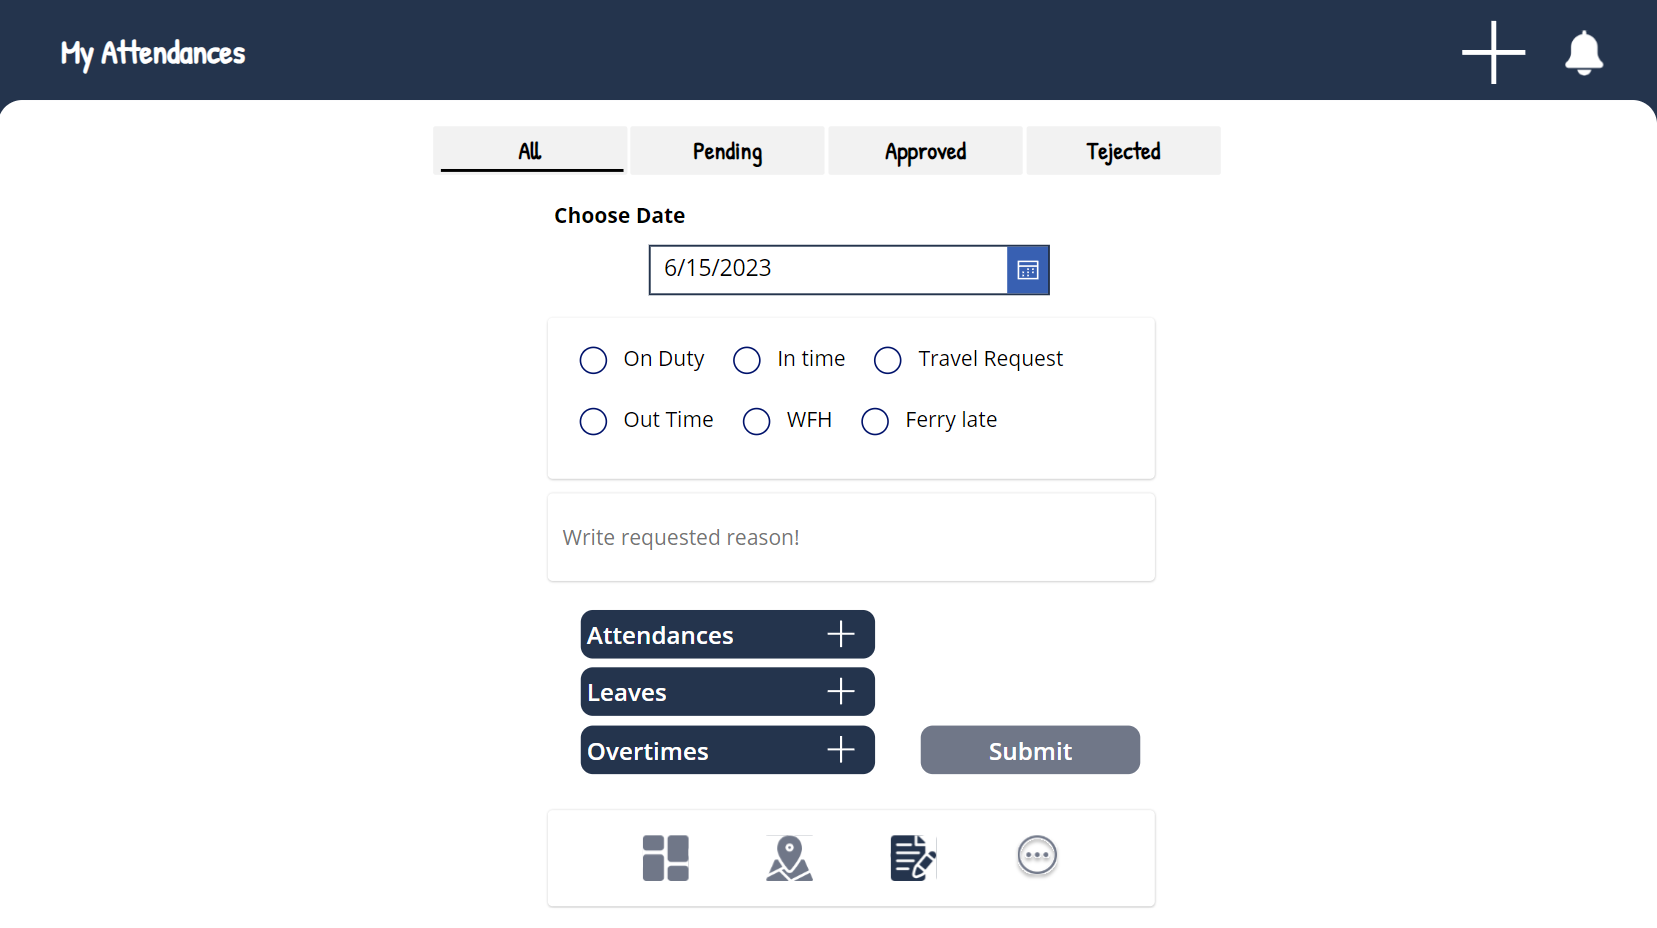 My Attendances
All Pending Approved Tejected
Choose Date
6/15/2023
On Duty In time Travel Request
Out Time WFH Ferry late
Write requested reason!
Attendances
Leaves
Overtimes Submit